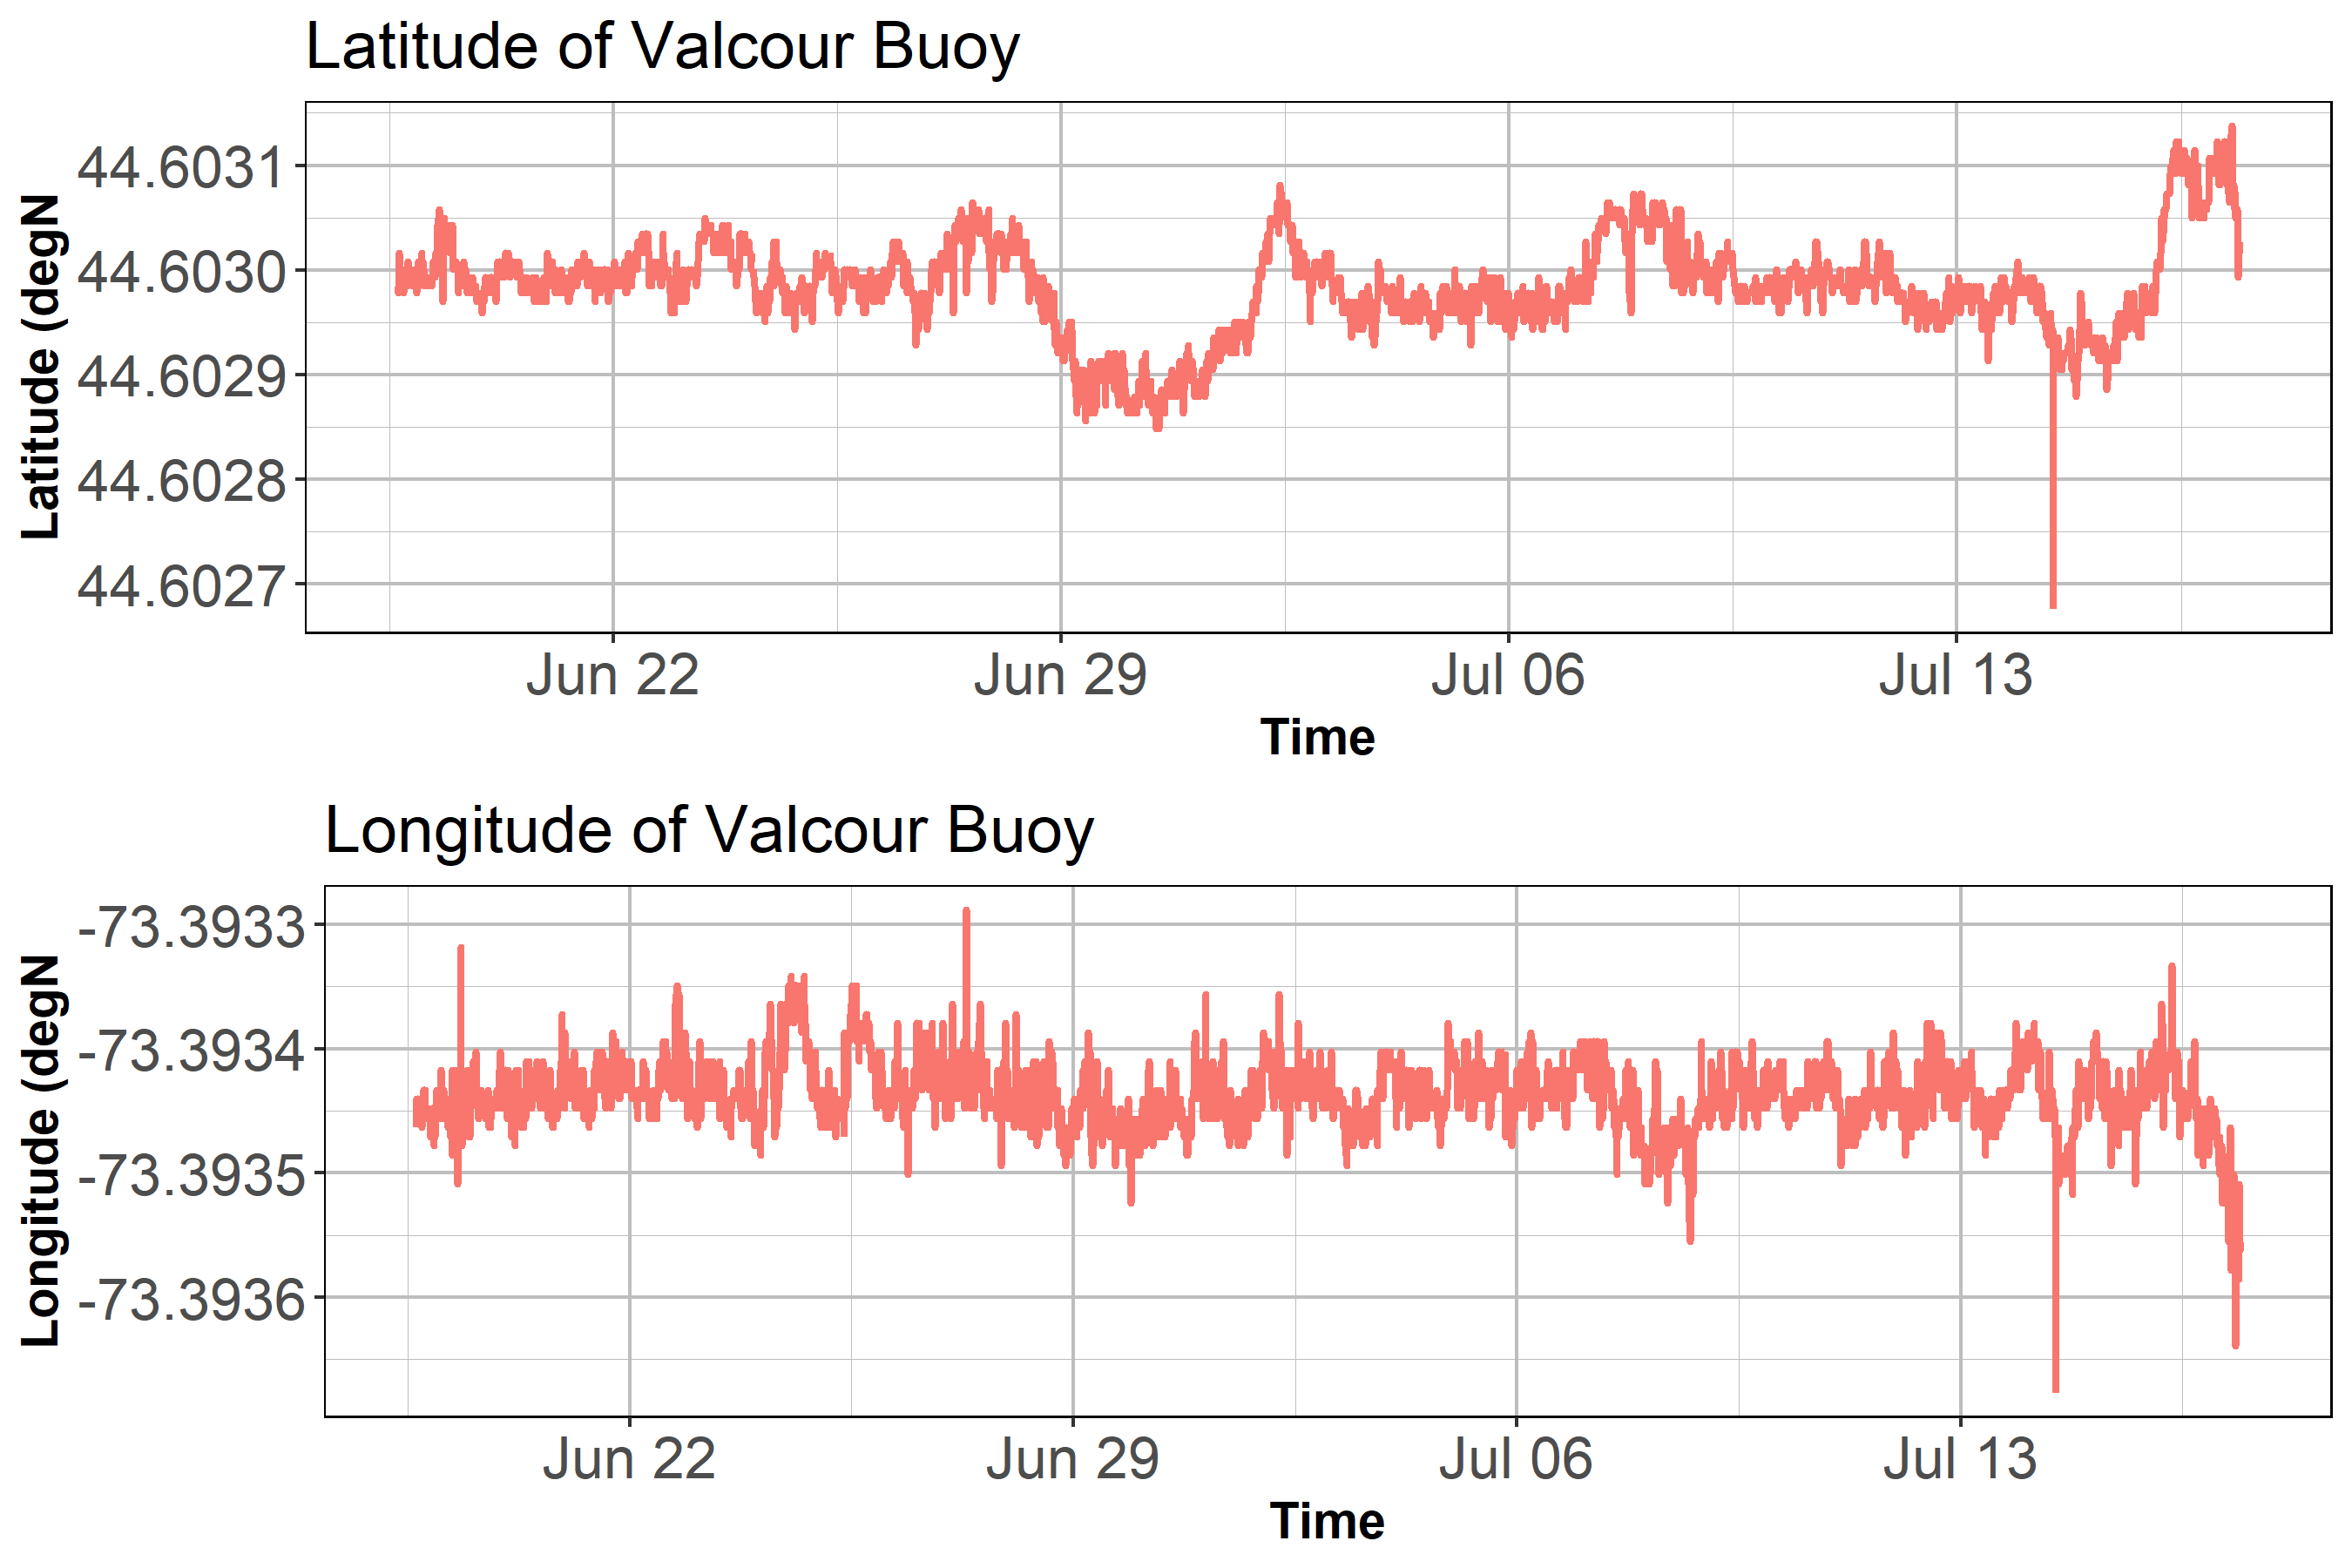 Latitude of Valcour Buoy
Latitude (degN
44.6031
44.6030
44.6029
44.6028
44.6027
Jun 22
Jun 29
Jul 06
Jul 13
Time
Longitude of Valcour Buoy
Longitude (degN
-73.3933
-73.3934
-73.3935
-73.3936
Jun 22
Jun 29
Jul 06
Jul 13
Time